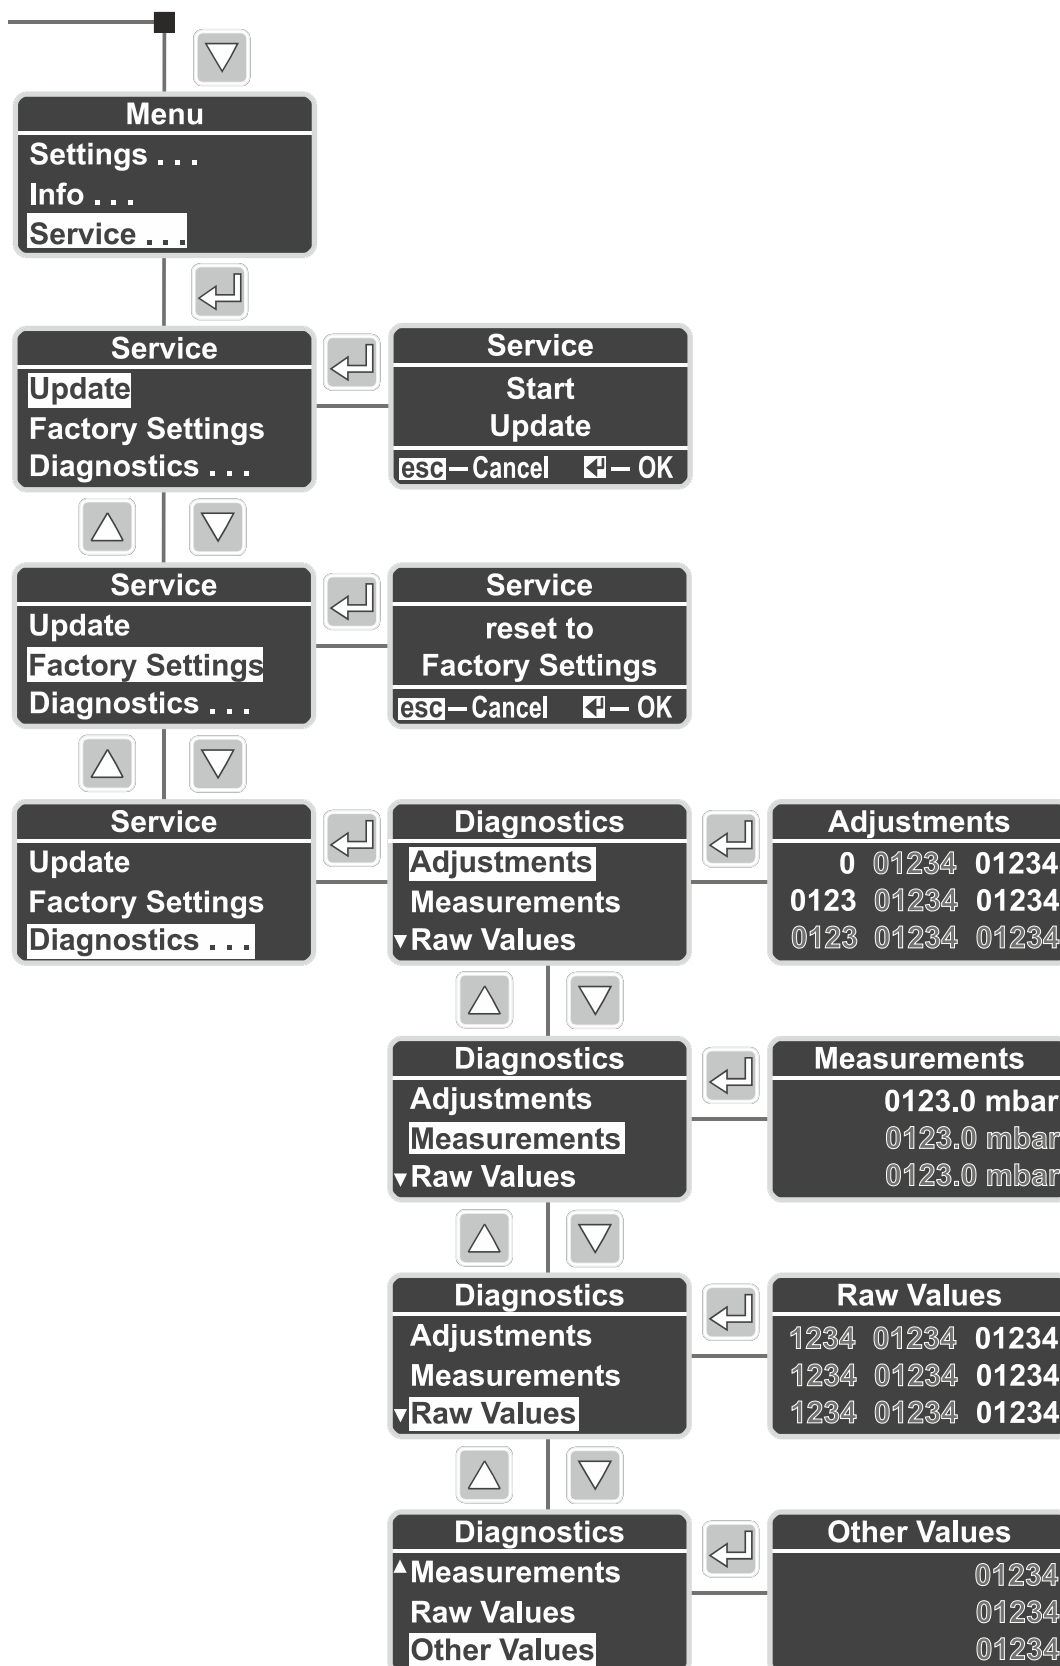 Menu
Settings . . .
Info . . .
Service . . .
Service
Update
Factory Settings
Diagnostics . . .
Service
Start
Update
esc – Cancel – OK
Service
Update
Factory Settings
Diagnostics . . .
Service
reset to
Factory Settings
esc – Cancel – OK
Service
Update
Factory Settings
Diagnostics . . .
Diagnostics
Adjustments
Measurements
Raw Values
Adjustments
0 01234 01234
0123 01234 01234
0123 01234 01234
Diagnostics
Adjustments
Measurements
Raw Values
Measurements
0123.0 mbar
0123.0 mbar
0123.0 mbar
Diagnostics
Adjustments
Measurements
Raw Values
Raw Values
1234 01234 01234
1234 01234 01234
1234 01234 01234
Diagnostics
Measurements
Raw Values
Other Values
Other Values
01234
01234
01234